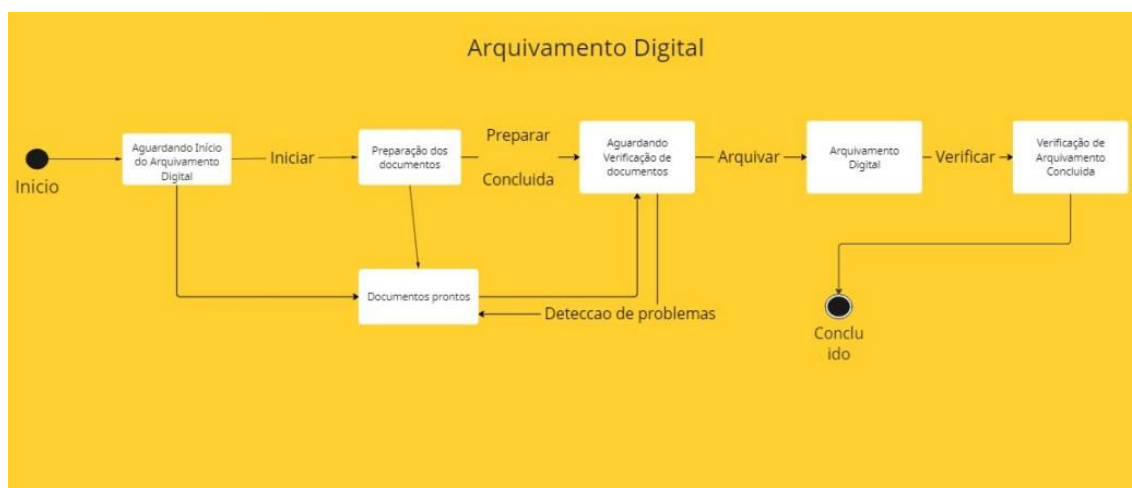 Arquivamento Digital
Inicio
Aguardando Início
do Arquivamento
Digital
Iniciar
Preparação dos
documentos
Preparar
Concluida
Aguardando
Verificação de
documentos
Arquivar
Arquivamento
Digital
Verificar
Verificação de
Arquivamento
Concluida
Documentos prontos
Deteccao de problemas
Conclu
ido